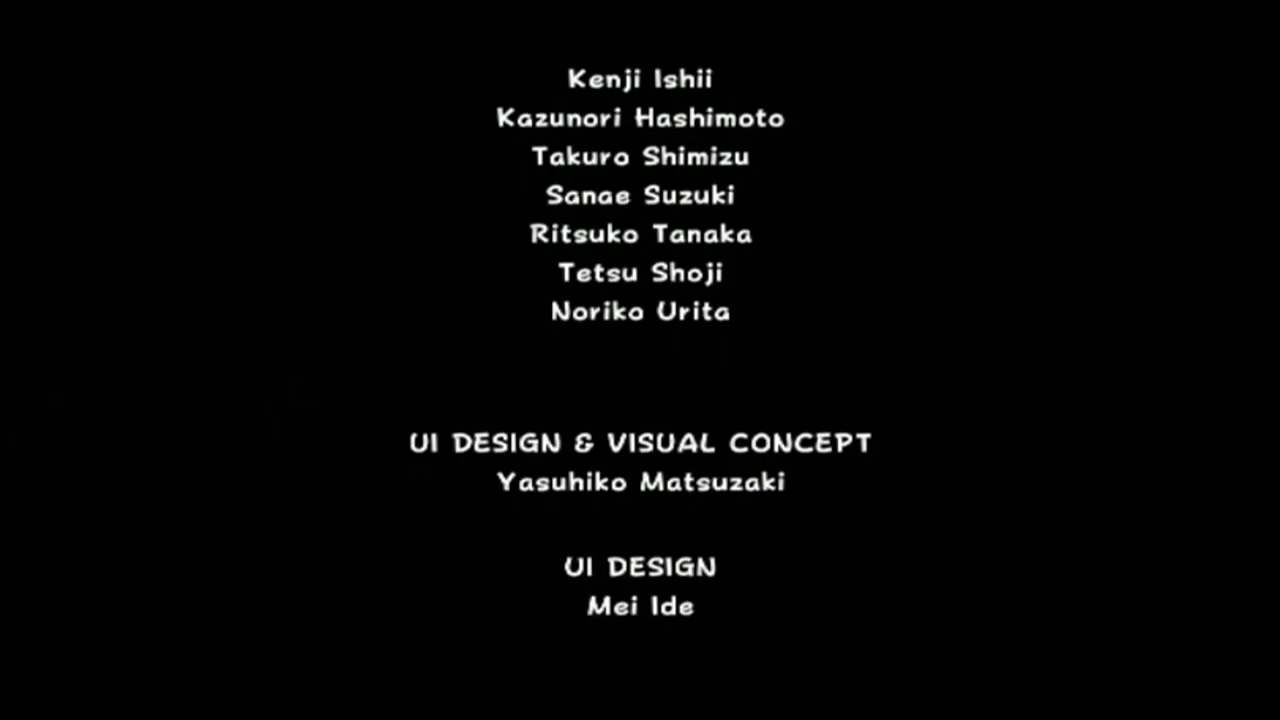 Kenji Ishii
Kazunori Hashimoto
Takuro Shimizu
Sanae Suzuki
Ritsuko Tanaka
Tetsu Shoji
Noriko Urita
UI DESIGN & VISUAL CONCEPT
Yasuhiko Matsuzaki
UI DESIGN
Mei Ide